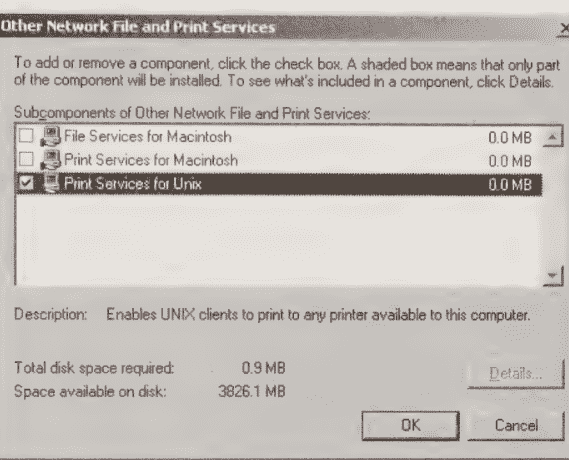 Other Network File and Print Services
To add or remove a component, click the check box. A shaded box means that only part
of the component will be installed. To see what's included in a component, click Details.
Subcomponents of Other Network File and Print Services:
File Services for Macintosh 0.0 MB
Print Services for Macintosh 0.0 MB
Print Services for Unix 0.0 MB
Description: Enables UNIX clients to print to any printer available to this computer.
Total disk space required: 0.9 MB
Details...
Space available on disk: 3826.1 MB
OK Cancel